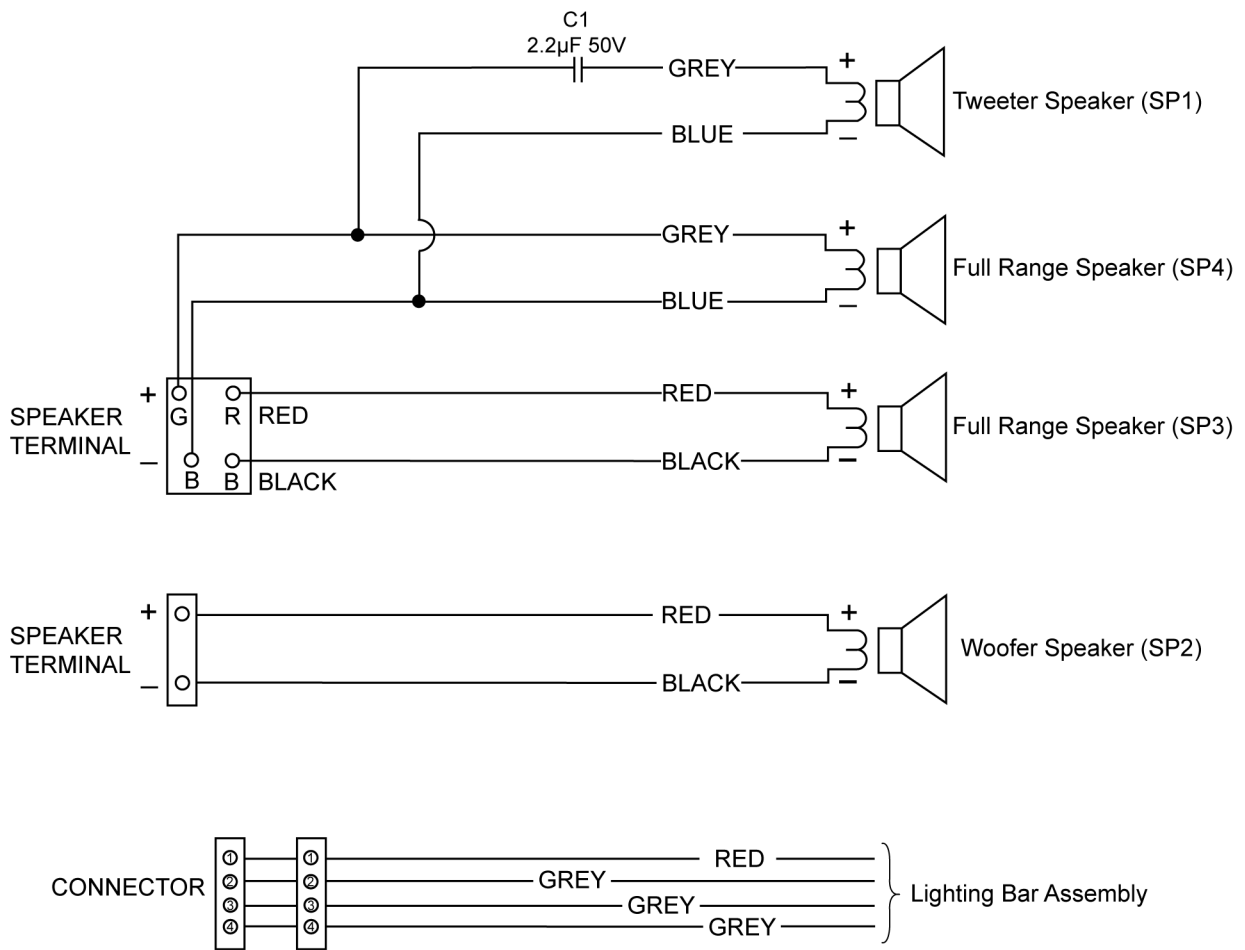 C1
2.2µF 50V
GREY
+
Tweeter Speaker (SP1)
BLUE
–
GREY
+
Full Range Speaker (SP4)
BLUE
–
SPEAKER
TERMINAL
+
–
G
R
RED
B
B
BLACK
RED
+
Full Range Speaker (SP3)
BLACK
–
SPEAKER
TERMINAL
+
–
RED
+
Woofer Speaker (SP2)
BLACK
–
CONNECTOR
1
2
3
4
1
2
3
4
RED
GREY
GREY
GREY
Lighting Bar Assembly